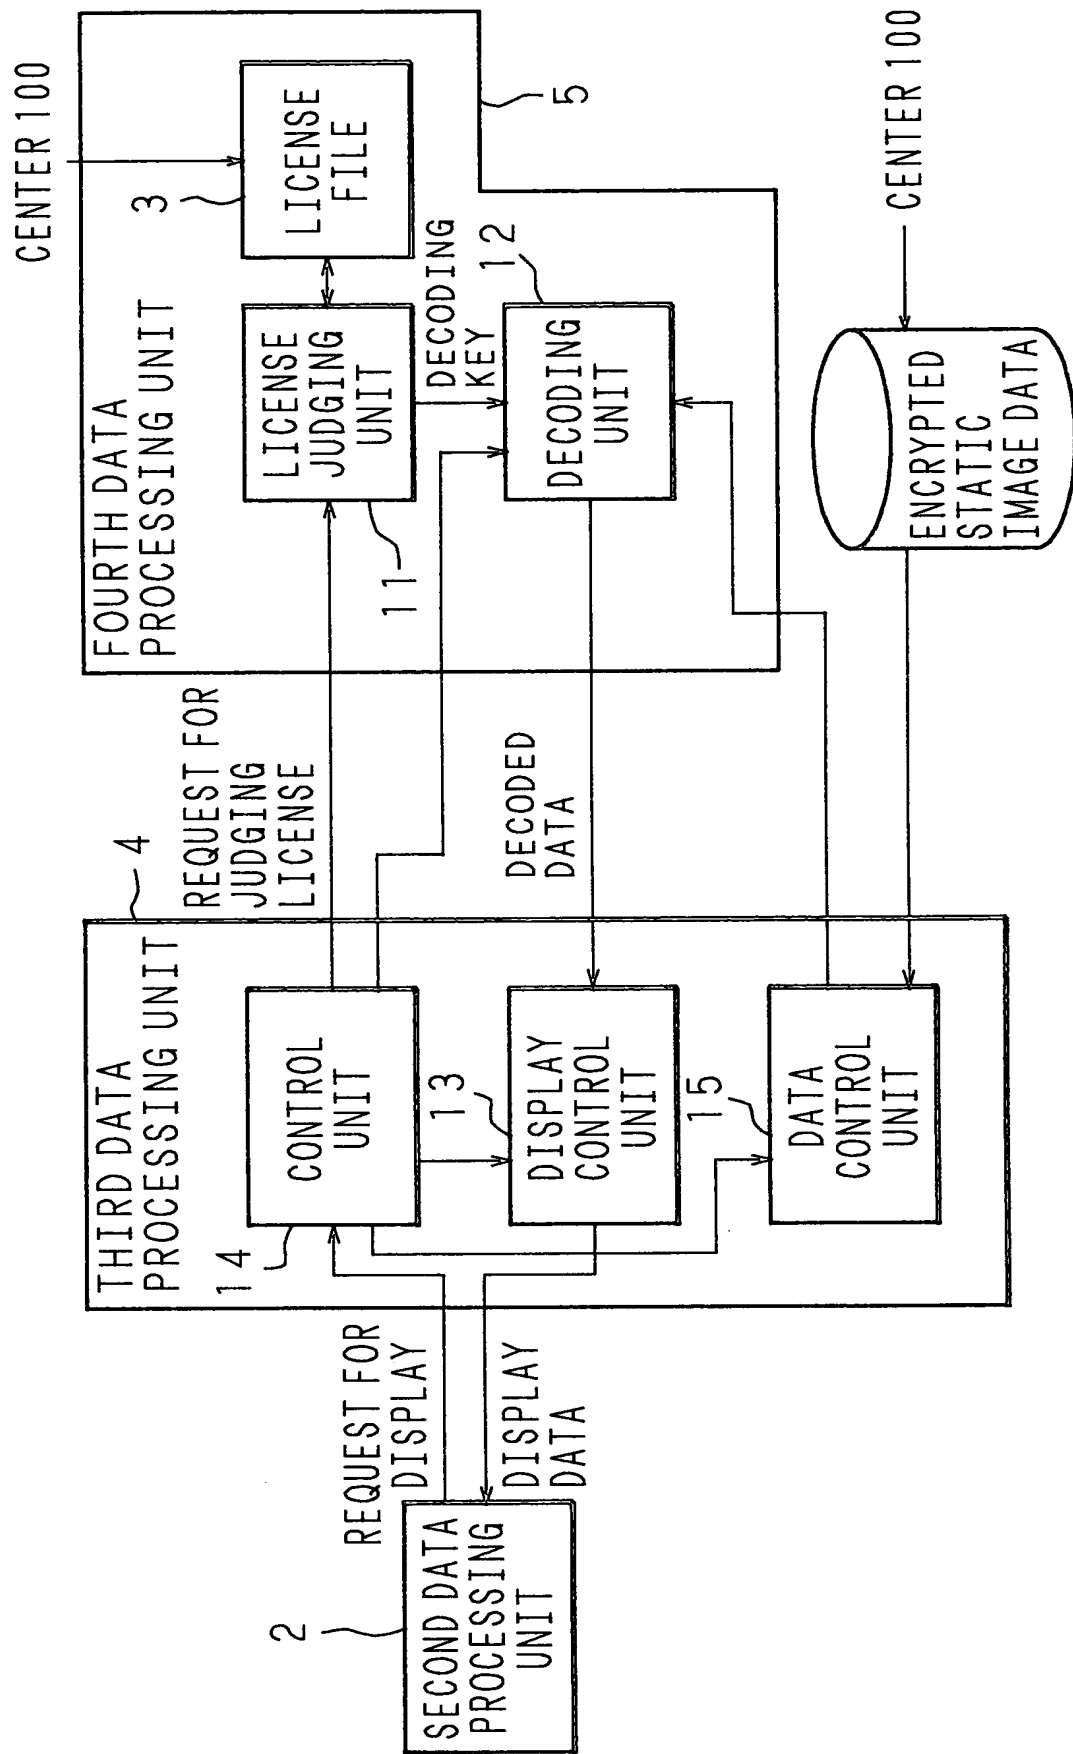 CENTER 100
FOURTH DATA
PROCESSING UNIT
3
LICENSE
FILE
5
LICENSE
JUDGING
UNIT
11
DECODING
KEY
12
DECODING
UNIT
CENTER 100
ENCRYPTED
STATIC
IMAGE DATA
REQUEST FOR
JUDGING
LICENSE
DECODED
DATA
4
THIRD DATA
PROCESSING UNIT
CONTROL
UNIT
14
13
DISPLAY
CONTROL
UNIT
15
DATA
CONTROL
UNIT
REQUEST FOR
DISPLAY
DISPLAY
DATA
2
SECOND DATA
PROCESSING
UNIT